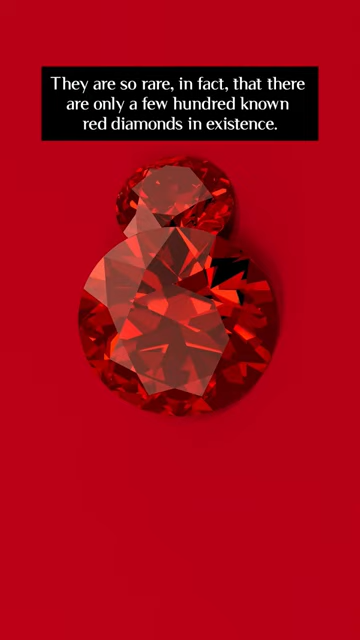 They are so rare, in fact, that there
are only a few hundred known
red diamonds in existence.